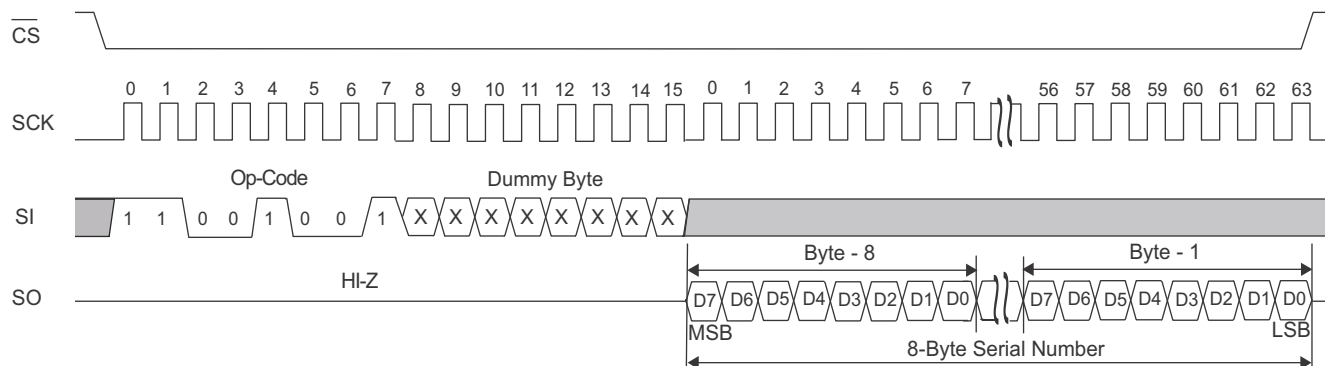 CS
0 1 2 3 4 5 6 7 8 9 10 11 12 13 14 15 0 1 2 3 4 5 6 7 56 57 58 59 60 61 62 63
SCK
Op-Code Dummy Byte
SI 1 1 0 0 1 0 0 1 X X X X X X X X
Byte - 8 Byte - 1
HI-Z
SO D7 D6 D5 D4 D3 D2 D1 D0 D7 D6 D5 D4 D3 D2 D1 D0
MSB LSB
8-Byte Serial Number